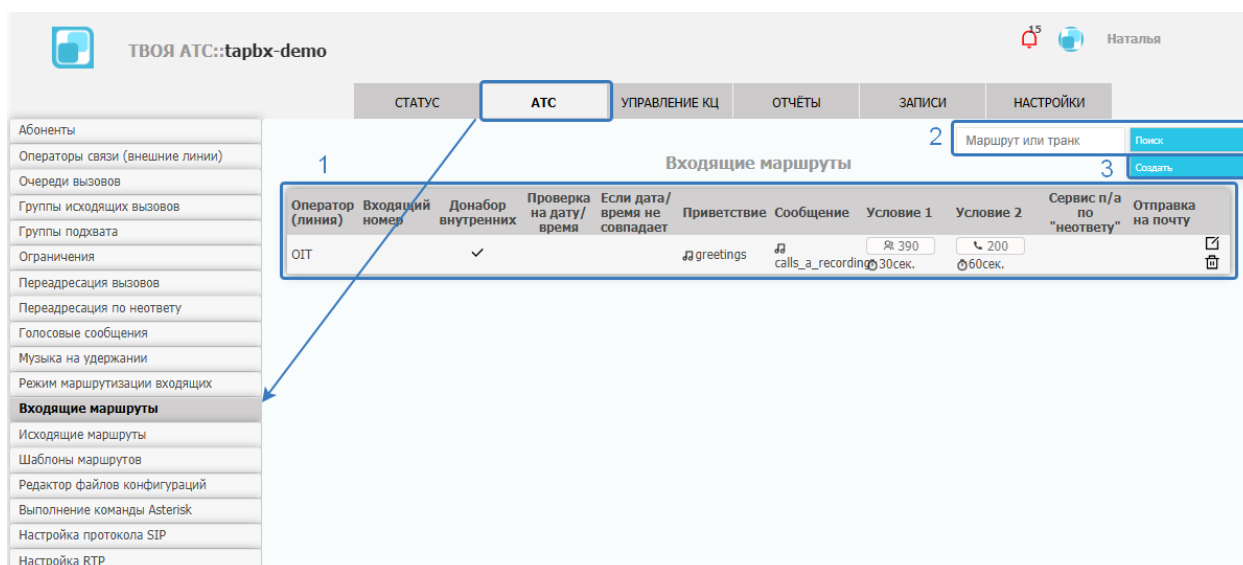 ТВОЯ АТС::tapbx-demo
15
Наталья
СТАТУС
АТС
УПРАВЛЕНИЕ КЦ
ОТЧЁТЫ
ЗАПИСИ
НАСТРОЙКИ
Абоненты
Операторы связи (внешние линии)
Очереди вызовов
Группы исходящих вызовов
Группы подхвата
Ограничения
Переадресация вызовов
Переадресация по неответу
Голосовые сообщения
Музыка на удержании
Режим маршрутизации входящих
Входящие маршруты
Исходящие маршруты
Шаблоны маршрутов
Редактор файлов конфигураций
Выполнение команды Asterisk
Настройка протокола SIP
Настройка RTP
2
Маршрут или транк
Поиск
1
Входящие маршруты
3
Создать
Оператор
(линия)
Входящий
номер
Донабор
внутренних
Проверка
на дату/
время
Если дата/
время не
совпадает
Приветствие
Сообщение
Условие 1
Условие 2
Сервис п/а
по
"неответу"
Отправка
на почту
OIT
greetings
calls_a_recording
390
30сек.
200
60сек.